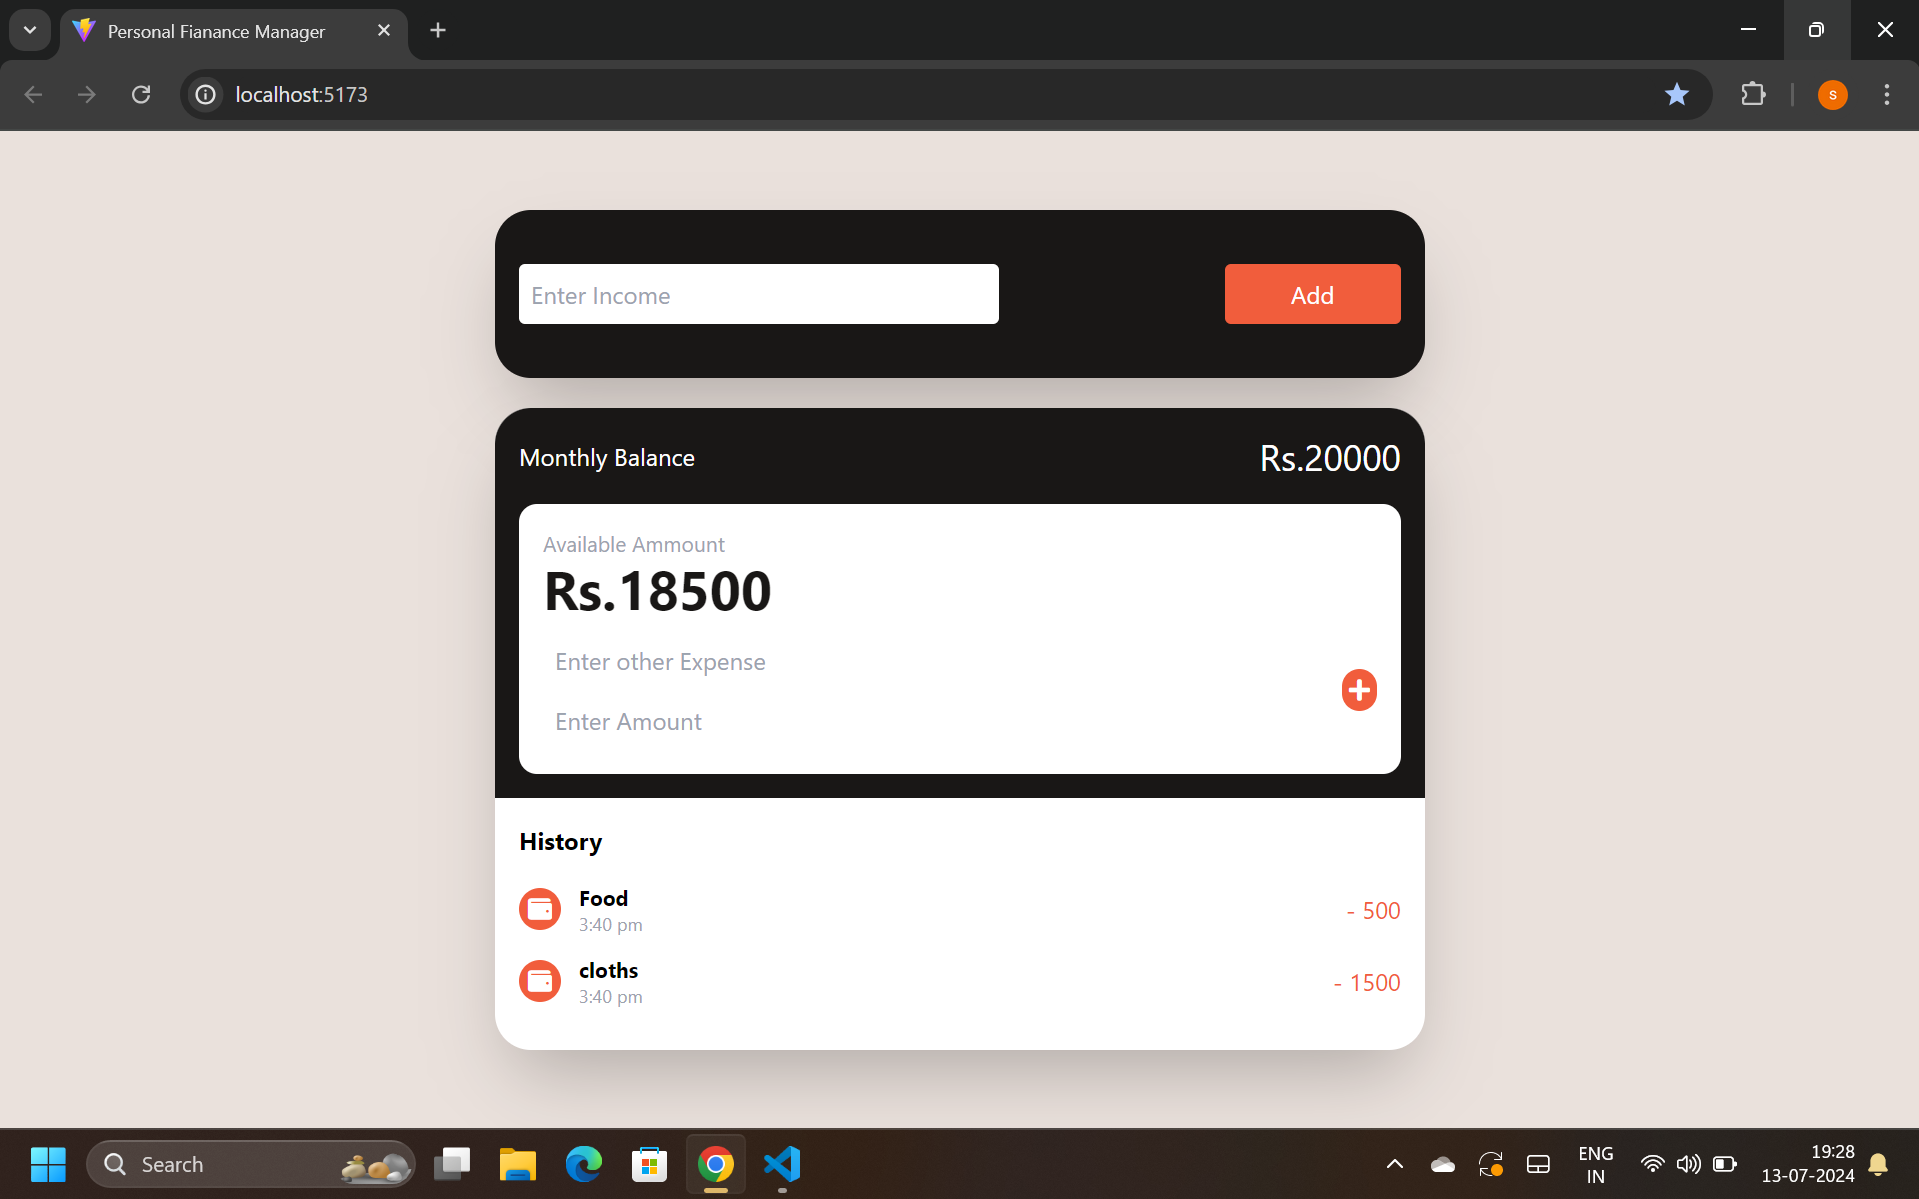 Personal Fianance Manager
localhost:5173
s
Enter Income
Add
Monthly Balance
Rs.20000
Available Ammount
Rs.18500
Enter other Expense
Enter Amount
History
Food
3:40 pm
- 500
cloths
3:40 pm
- 1500
Search
ENG
IN
19:28
13-07-2024